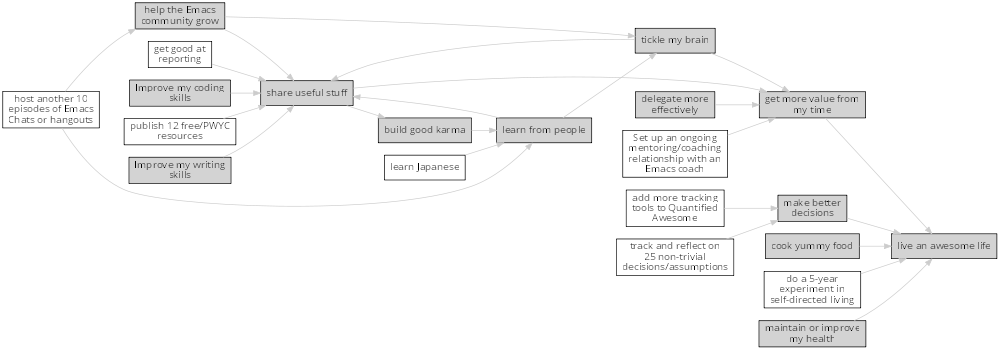 help the Emacs
community grow
tickle my brain
get good at
reporting
Improve my coding
skills
share useful stuff
host another 10
episodes of Emacs
Chats or hangouts
delegate more
effectively
get more value from
my time
publish 12 free/PWYC
resources
build good karma
learn from people
Set up an ongoing
mentoring/coaching
relationship with an
Emacs coach
Improve my writing
skills
learn Japanese
add more tracking
tools to Quantified
Awesome
make better
decisions
track and reflect on
25 non-trivial
decisions/assumptions
cook yummy food
live an awesome life
do a 5-year
experiment in
self-directed living
maintain or improve
my health